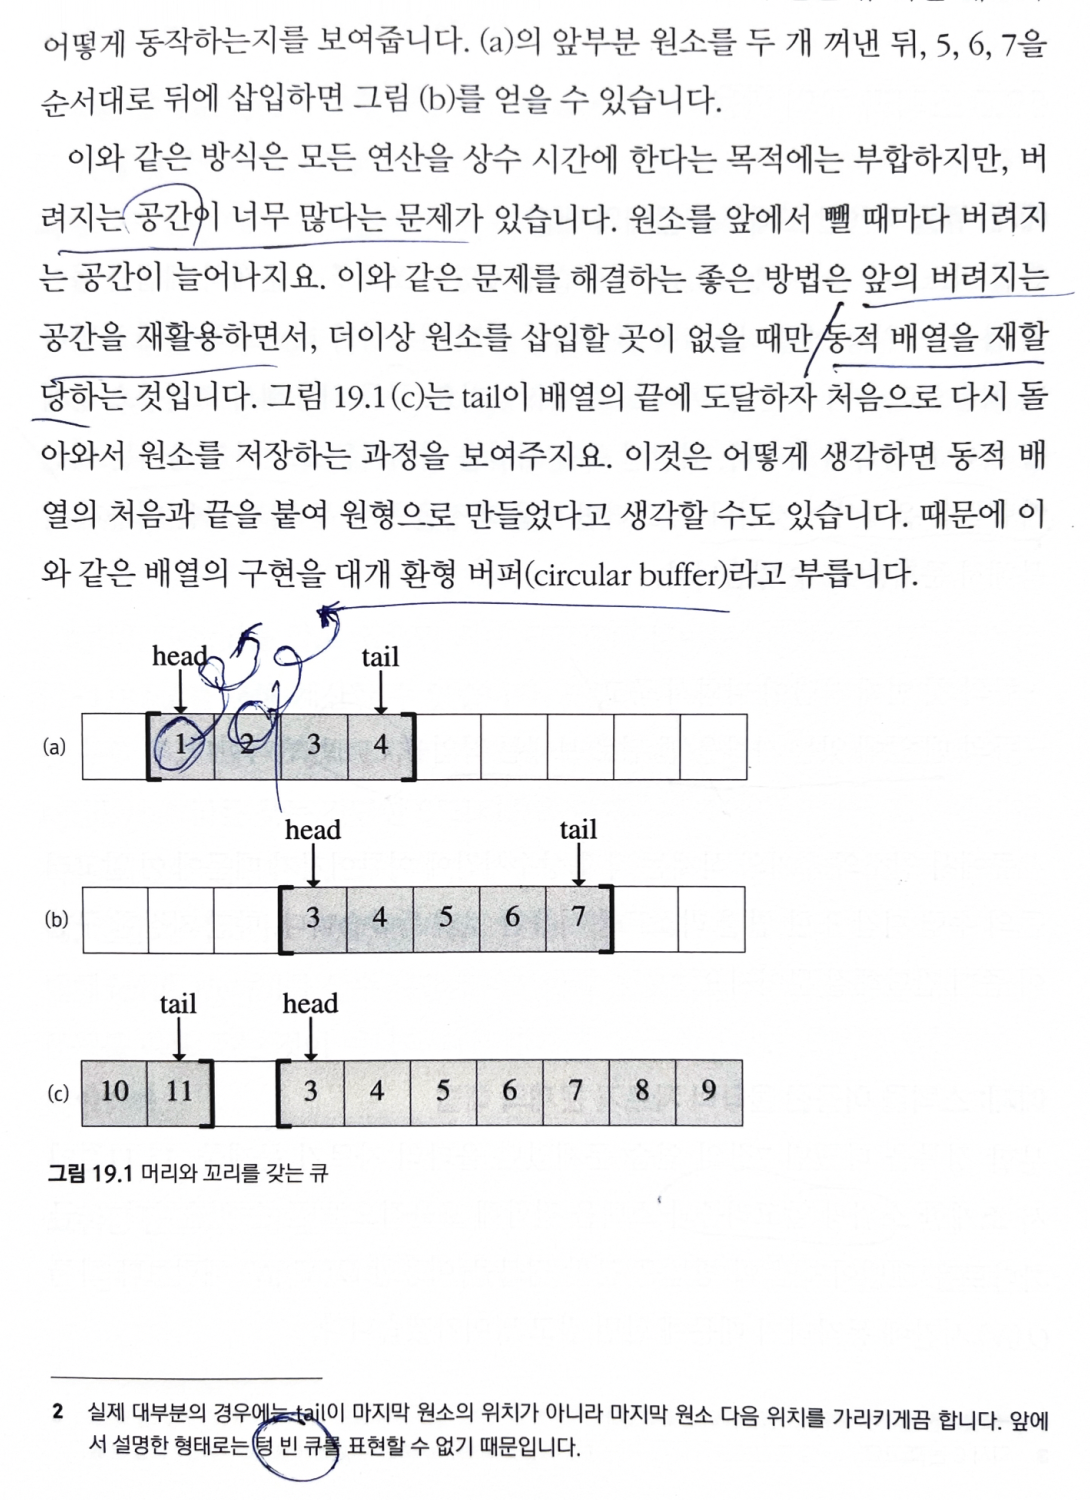 어떻게 동작하는지를 보여줍니다. (a)의 앞부분 원소를 두 개 꺼낸 뒤, 5, 6, 7을
순서대로 뒤에 삽입하면 그림 (b)를 얻을 수 있습니다.
이와 같은 방식은 모든 연산을 상수 시간에 한다는 목적에는 부합하지만, 버
려지는 공간이 너무 많다는 문제가 있습니다. 원소를 앞에서 뺄 때마다 버려지
는 공간이 늘어나지요. 이와 같은 문제를 해결하는 좋은 방법은 앞의 버려지는
공간을 재활용하면서, 더이상 원소를 삽입할 곳이 없을 때만 동적 배열을 재할
당하는 것입니다. 그림 19.1(c)는 tail이 배열의 끝에 도달하자 처음으로 다시 돌
아와서 원소를 저장하는 과정을 보여주지요. 이것은 어떻게 생각하면 동적 배
열의 처음과 끝을 붙여 원형으로 만들었다고 생각할 수도 있습니다. 때문에 이
와 같은 배열의 구현을 대개 환형 버퍼(circular buffer)라고 부릅니다.
head tail
(a) 1 2 3 4
head tail
(b) 3 4 5 6 7
tail head
(c) 10 11 3 4 5 6 7 8 9
그림 19.1 머리와 꼬리를 갖는 큐
2 실제 대부분의 경우에는 tail이 마지막 원소의 위치가 아니라 마지막 원소 다음 위치를 가리키게끔 합니다. 앞에
서 설명한 형태로는 텅 빈 큐를 표현할 수 없기 때문입니다.